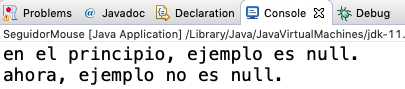 Problems @ Javadoc Declaration Console Debug
SeguidorMouse [Java Application] /Library/Java/JavaVirtualMachines/jdk-11.
en el principio, ejemplo es null.
ahora, ejemplo no es null.